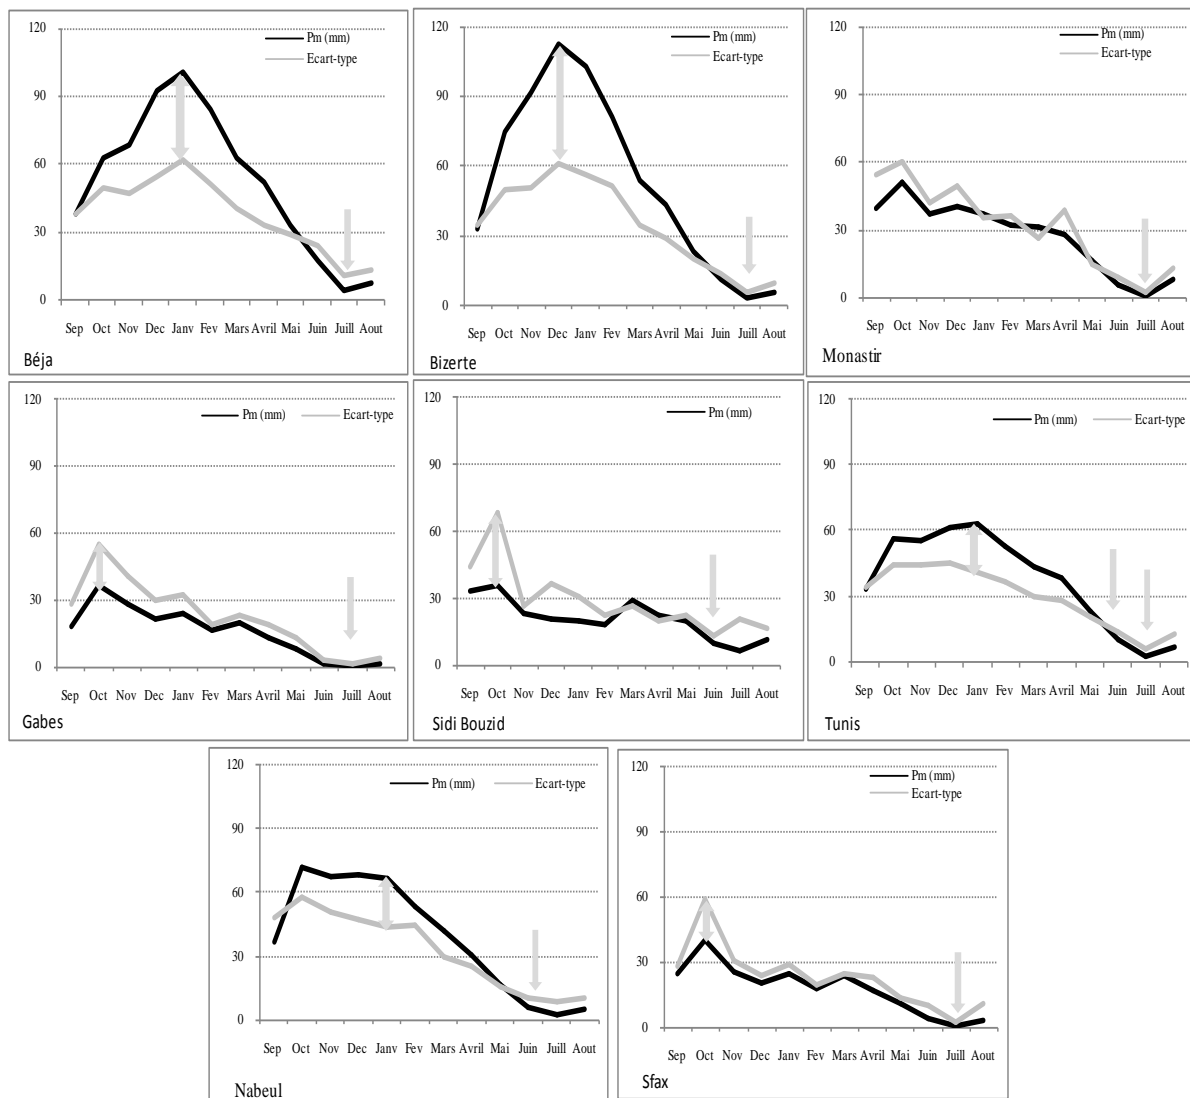 120
90
60
30
0
Pm (mm)
Ecart-type
Sep Oct Nov Dec Janv Fev Mars Avril Mai Juin Juill Aout
Béja
120
90
60
30
0
Pm (mm)
Ecart-type
Sep Oct Nov Dec Janv Fev Mars Avril Mai Juin Juill Aout
Bizerte
120
90
60
30
0
Pm (mm)
Ecart-type
Sep Oct Nov Dec Janv Fev Mars Avril Mai Juin Juill Aout
Monastir
120
90
60
30
0
Pm (mm) Ecart-type
Sep Oct Nov Dec Janv Fev Mars Avril Mai Juin Juill Aout
Gabes
120
90
60
30
0
Pm (mm)
Sep Oct Nov Dec Janv Fev Mars Avril Mai Juin Juill Aout
Sidi Bouzid
120
90
60
30
0
Pm (mm) Ecart-type
Sep Oct Nov Dec Janv Fev Mars Avril Mai Juin Juill Aout
Tunis
120
90
60
30
0
Pm (mm) Ecart-type
Sep Oct Nov Dec Janv Fev Mars Avril Mai Juin Juill Aout
Nabeul
120
90
60
30
0
Pm (mm)
Ecart-type
Sep Oct Nov Dec Janv Fev Mars Avril Mai Juin Juill Aout
Sfax